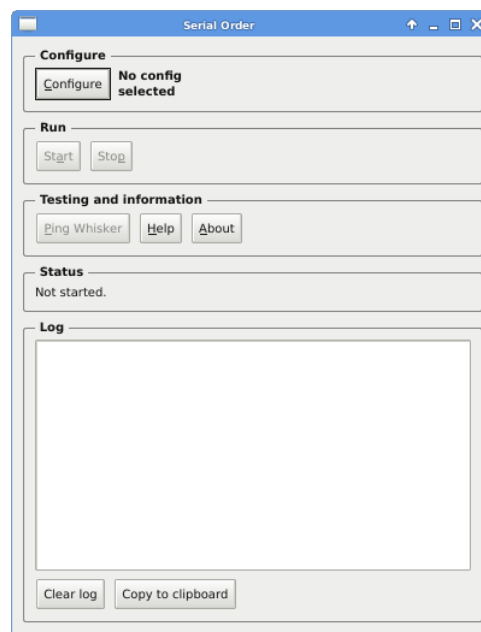 Serial Order
Configure
Configure
No config
selected
Run
Start Stop
Testing and information
Ping Whisker Help About
Status
Not started.
Log
Clear log Copy to clipboard